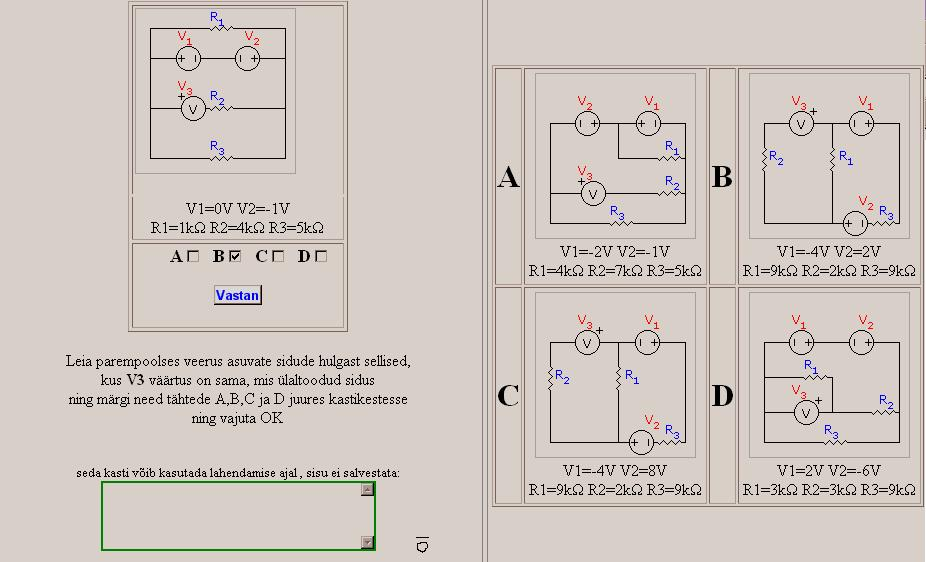 R1
V1 V2
+ ı ı +
V3
+
V
R2
R3
V1=0V V2=-1V
R1=1kΩ R2=4kΩ R3=5kΩ
A B C D
Vastan
Leia parempoolses veerus asuvate sidude hulgast sellised,
kus V3 väärtus on sama, mis ülaltoodud sidus
ning märgi need tähtede A,B,C ja D juures kastikestesse
ning vajuta OK
seda kasti võib kasutada lahendamise ajal, sisu ei salvestata:
A
V2 V1
ı + + ı
R1
V3
+
V
R2
R3
V1=-2V V2=-1V
R1=4kΩ R2=7kΩ R3=5kΩ
B
V3 V1
+
V
ı +
R2 R1
V2
ı +
R3
V1=-4V V2=2V
R1=9kΩ R2=2kΩ R3=9kΩ
C
V3 V1
+
V
ı +
R2 R1
V2
ı +
R3
V1=-4V V2=8V
R1=9kΩ R2=2kΩ R3=9kΩ
D
V1 V2
+ ı ı +
R1
V3
+
V
R2
R3
V1=2V V2=-6V
R1=3kΩ R2=3kΩ R3=9kΩ